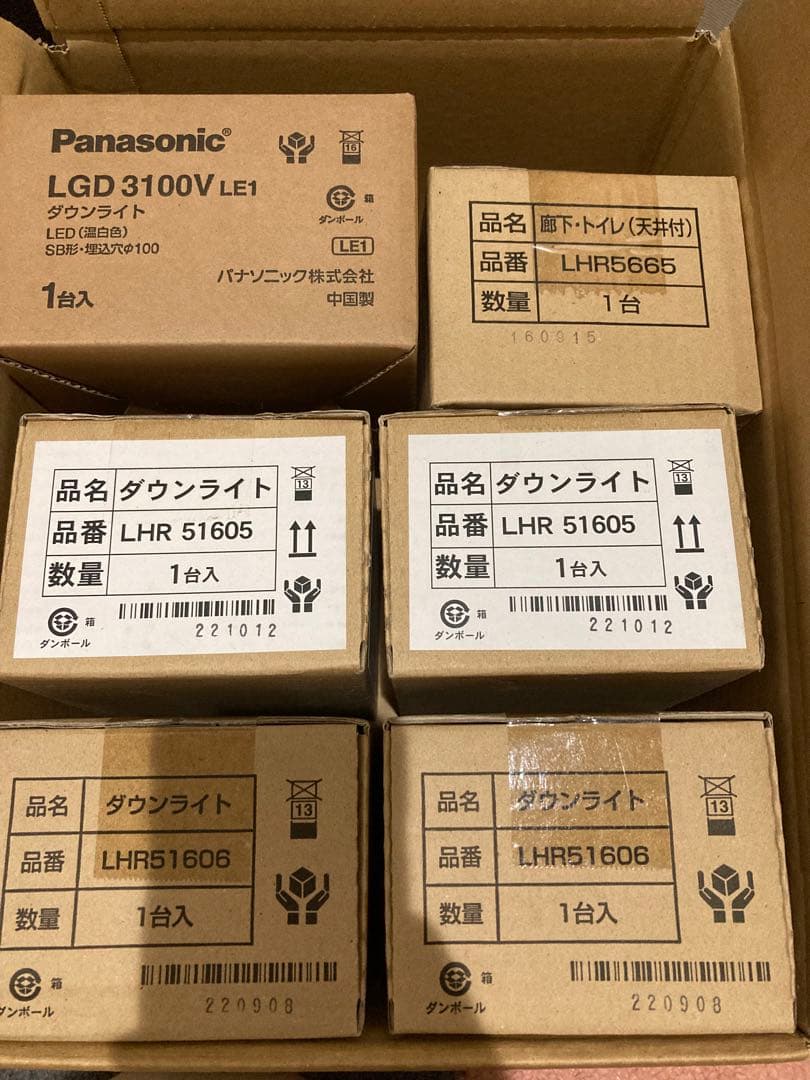 Panasonic®
16
LGD 3100V LE1
箱
ダウンライト
ダンボール
LED(温白色)
SB形・埋込穴φ100
LE1
パナソニック株式会社
1台入
中国製
品名 廊下・トイレ(天井付)
品番 LHR5665
数量 1台
160915
品名 ダウンライト
13
品番 LHR 51605
数量 1台入
箱
ダンボール
221012
品名 ダウンライト
13
品番 LHR 51605
数量 1台入
箱
ダンボール
221012
品名 ダウンライト
13
品番 LHR51606
数量 1台入
箱
ダンボール
220908
品名 ダウンライト
13
品番 LHR51606
数量 1台入
箱
ダンボール
220908